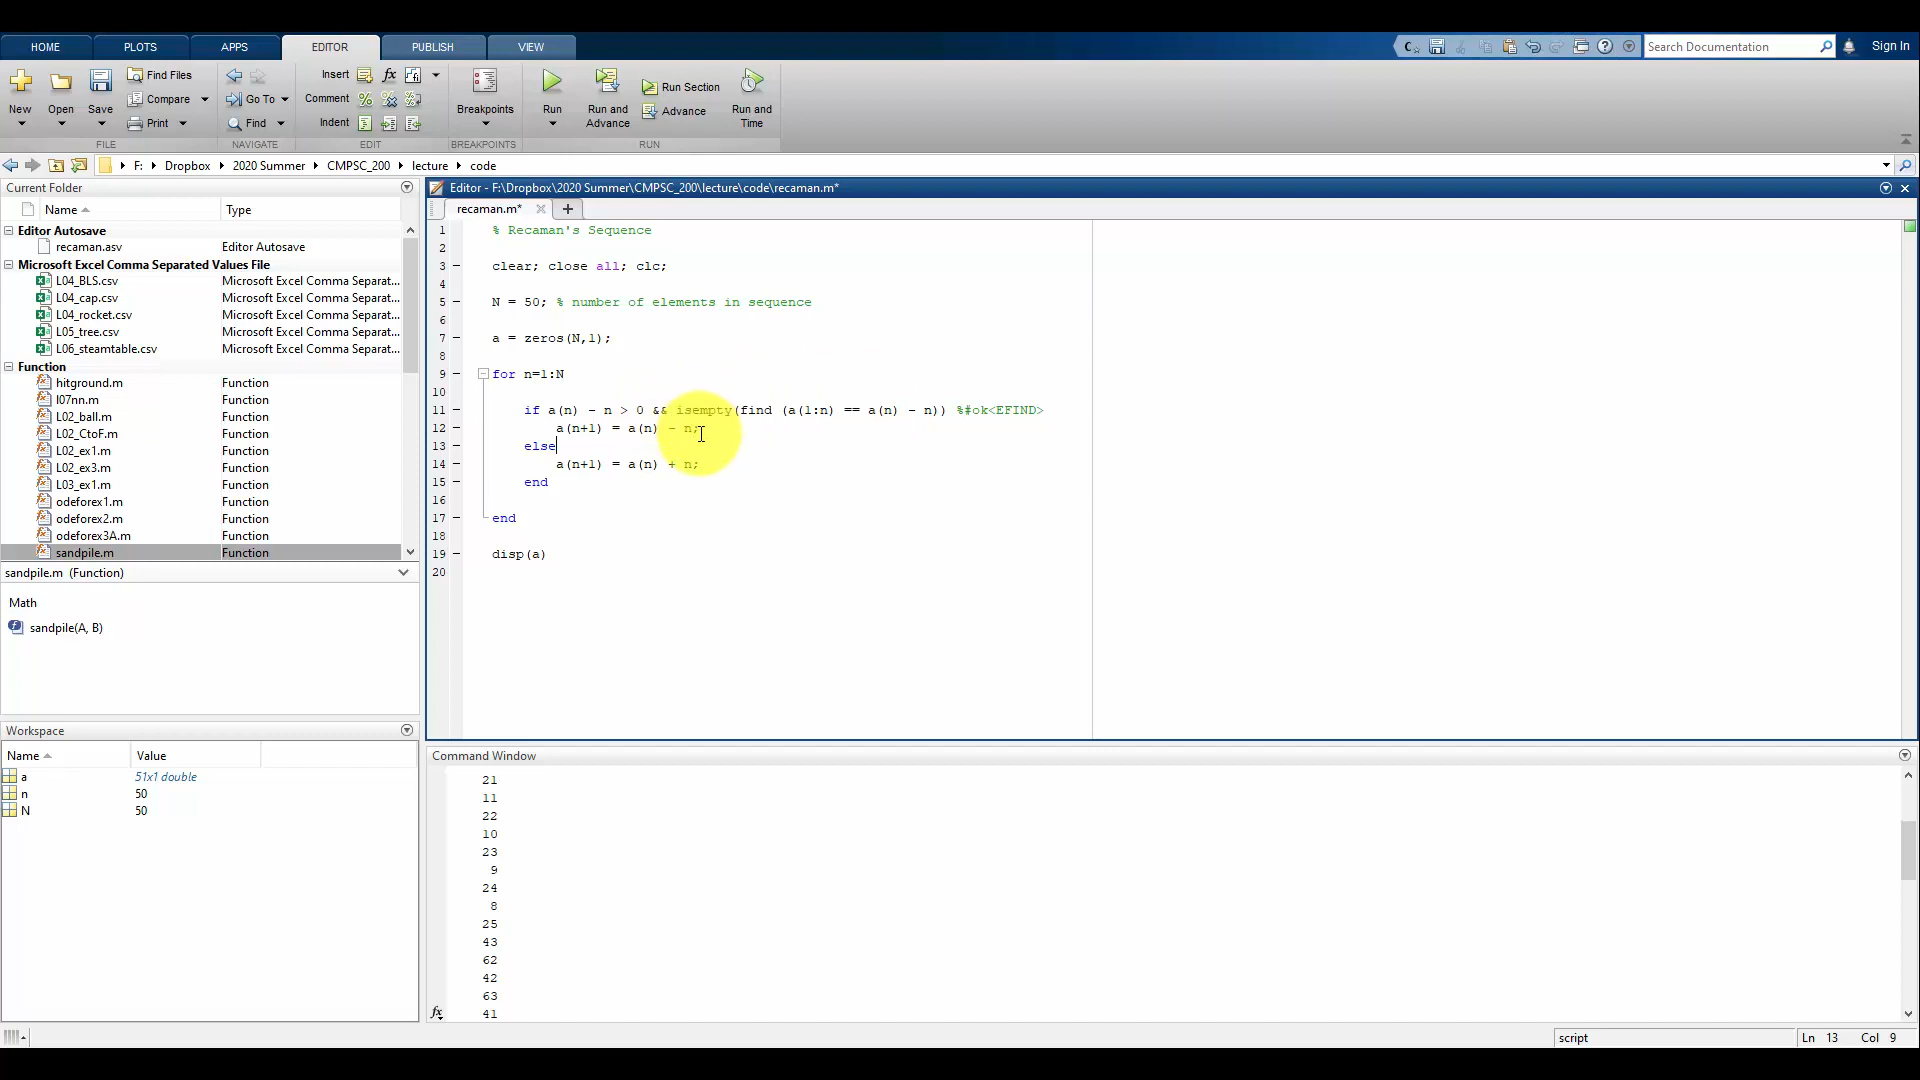 HOME PLOTS APPS EDITOR PUBLISH VIEW Search Documentation Sign In
New Open Save Find Files Compare Print
FILE
Go To Find
NAVIGATE
Insert fx
Comment
Indent
EDIT
Breakpoints
BREAKPOINTS
Run Run and Advance Run Section Advance Run and Time
RUN
F: Dropbox 2020 Summer CMPSC_200 lecture code
Current Folder
Name Type
Editor Autosave
recaman.asv Editor Autosave
Microsoft Excel Comma Separated Values File
L04_BLS.csv Microsoft Excel Comma Separat...
L04_cap.csv Microsoft Excel Comma Separat...
L04_rocket.csv Microsoft Excel Comma Separat...
L05_tree.csv Microsoft Excel Comma Separat...
L06_steamtable.csv Microsoft Excel Comma Separat...
Function
hitground.m Function
l07nn.m Function
L02_ball.m Function
L02_CtoF.m Function
L02_ex1.m Function
L02_ex3.m Function
L03_ex1.m Function
odeforex1.m Function
odeforex2.m Function
odeforex3A.m Function
sandpile.m Function
sandpile.m (Function)
Math
sandpile(A, B)
Workspace
Name Value
a 51x1 double
n 50
N 50
Editor - F:\Dropbox\2020 Summer\CMPSC_200\lecture\code\recaman.m*
recaman.m*
1 % Recaman's Sequence
2
3 clear; close all; clc;
4
5 N = 50; % number of elements in sequence
6
7 a = zeros(N,1);
8
9 for n=1:N
10
11 if a(n) - n > 0 && isempty(find (a(1:n) == a(n) - n)) %#ok<EFIND>
12 a(n+1) = a(n) - n;
13 else
14 a(n+1) = a(n) + n;
15 end
16
17 end
18
19 disp(a)
20
Command Window
21
11
22
10
23
9
24
8
25
43
62
42
63
41
fx
script Ln 13 Col 9